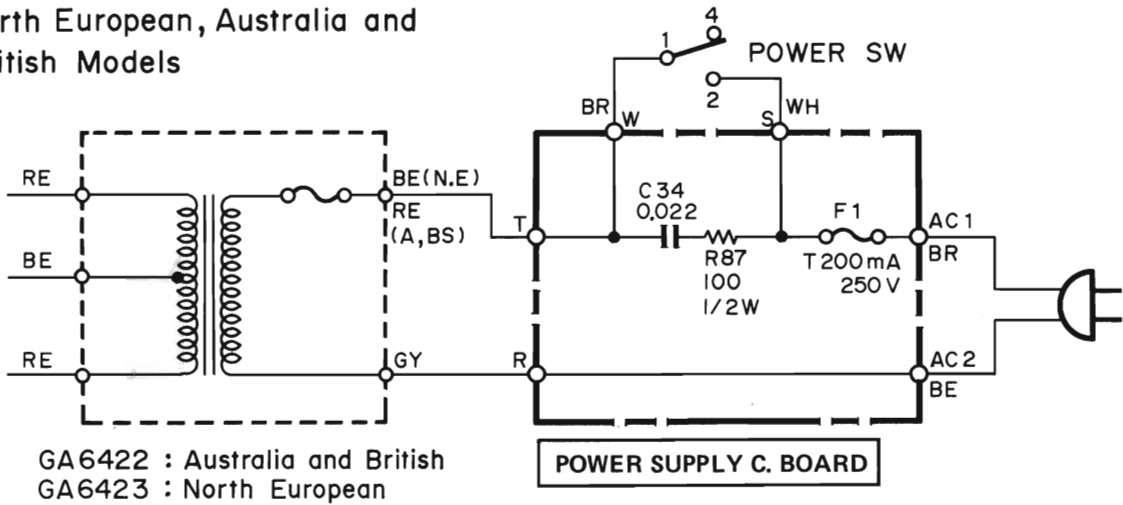 rth European, Australia and
itish Models
4
1
POWER SW
2
BR
W
S
WH
RE
BE(N.E)
RE
(A,BS)
T
C34
0.022
F1
AC1
BR
R87
100
1/2W
T200mA
250V
BE
RE
GY
R
AC2
BE
GA6422 : Australia and British
GA6423 : North European
POWER SUPPLY C. BOARD